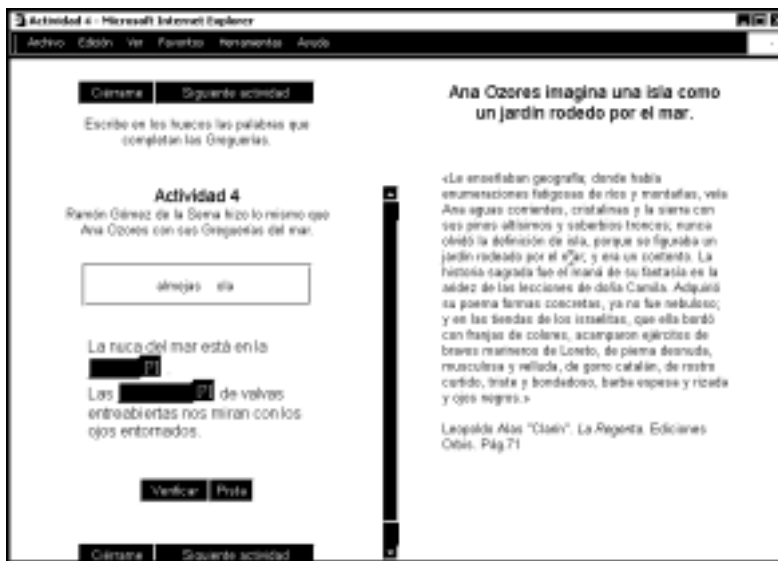 Actividad 4 - Microsoft Internet Explorer
Archivo Edición Ver Favoritos Herramientas Ayuda
Ciérrame Siguiente actividad
Escribe en los huecos las palabras que
completan las Greguerías.
Actividad 4
Ramón Gómez de la Serna hizo lo mismo que
Ana Ozores con sus Greguerías del mar.
almejas ola
La nuca del mar está en la
[?] .
Las [?] de valvas
entreabiertas nos miran con los
ojos entornados.
Verificar Pista
Ciérrame Siguiente actividad
Ana Ozores imagina una isla como
un jardín rodedo por el mar.
«Le enseñaban geografía; donde había
enumeraciones fatigosas de ríos y montañas, veía
Ana aguas corrientes, cristalinas y la sierra con
sus pinos altísimos y soberbios troncos; nunca
olvidó la definición de isla, porque se figuraba un
jardín rodeado por el mar; y era un contento. La
historia sagrada fue el maná de su fantasía en la
aridez de las lecciones de doña Camila. Adquirió
su poema formas concretas, ya no fue nebuloso;
y en las tiendas de los israelitas, que ella bordó
con franjas de colores, acamparon ejércitos de
bravos marineros de Loreto, de pierna desnuda,
musculosa y velluda, de gorro catalán, de rostro
curtido, triste y bondadoso, barba espesa y rizada
y ojos negros.»
Leopoldo Alas "Clarín". La Regenta. Ediciones
Orbis. Pág.71